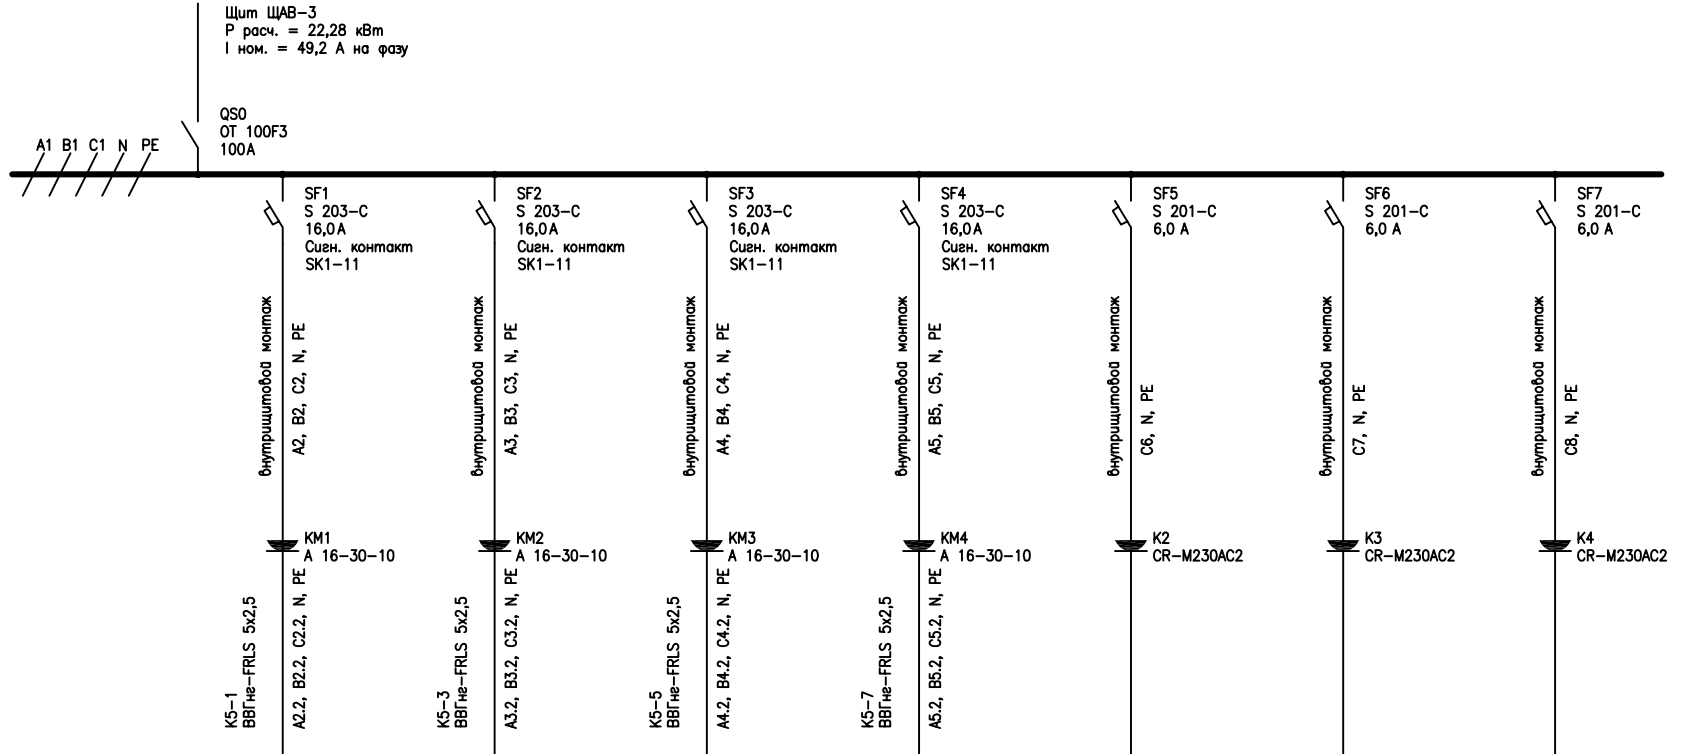 Щит ЩАВ-3
Р расч. = 22,28 кВт
I ном. = 49,2 А на фазу
QS0
OT 100F3
100A
A1 B1 C1 N PE
SF1
S 203-C
16,0A
Сигн. контакт
SK1-11
SF2
S 203-C
16,0A
Сигн. контакт
SK1-11
SF3
S 203-C
16,0A
Сигн. контакт
SK1-11
SF4
S 203-C
16,0A
Сигн. контакт
SK1-11
SF5
S 201-C
6,0 A
SF6
S 201-C
6,0 A
SF7
S 201-C
6,0 A
внутрищитовой монтаж
A2, B2, C2, N, PE
внутрищитовой монтаж
A3, B3, C3, N, PE
внутрищитовой монтаж
A4, B4, C4, N, PE
внутрищитовой монтаж
A5, B5, C5, N, PE
внутрищитовой монтаж
C6, N, PE
внутрищитовой монтаж
C7, N, PE
внутрищитовой монтаж
C8, N, PE
KM1
A 16-30-10
KM2
A 16-30-10
KM3
A 16-30-10
KM4
A 16-30-10
K2
CR-M230AC2
K3
CR-M230AC2
K4
CR-M230AC2
K5-1
ВВГнг-FRLS 5x2,5
A2.2, B2.2, C2.2, N, PE
K5-3
ВВГнг-FRLS 5x2,5
A3.2, B3.2, C3.2, N, PE
K5-5
ВВГнг-FRLS 5x2,5
A4.2, B4.2, C4.2, N, PE
K5-7
ВВГнг-FRLS 5x2,5
A5.2, B5.2, C5.2, N, PE